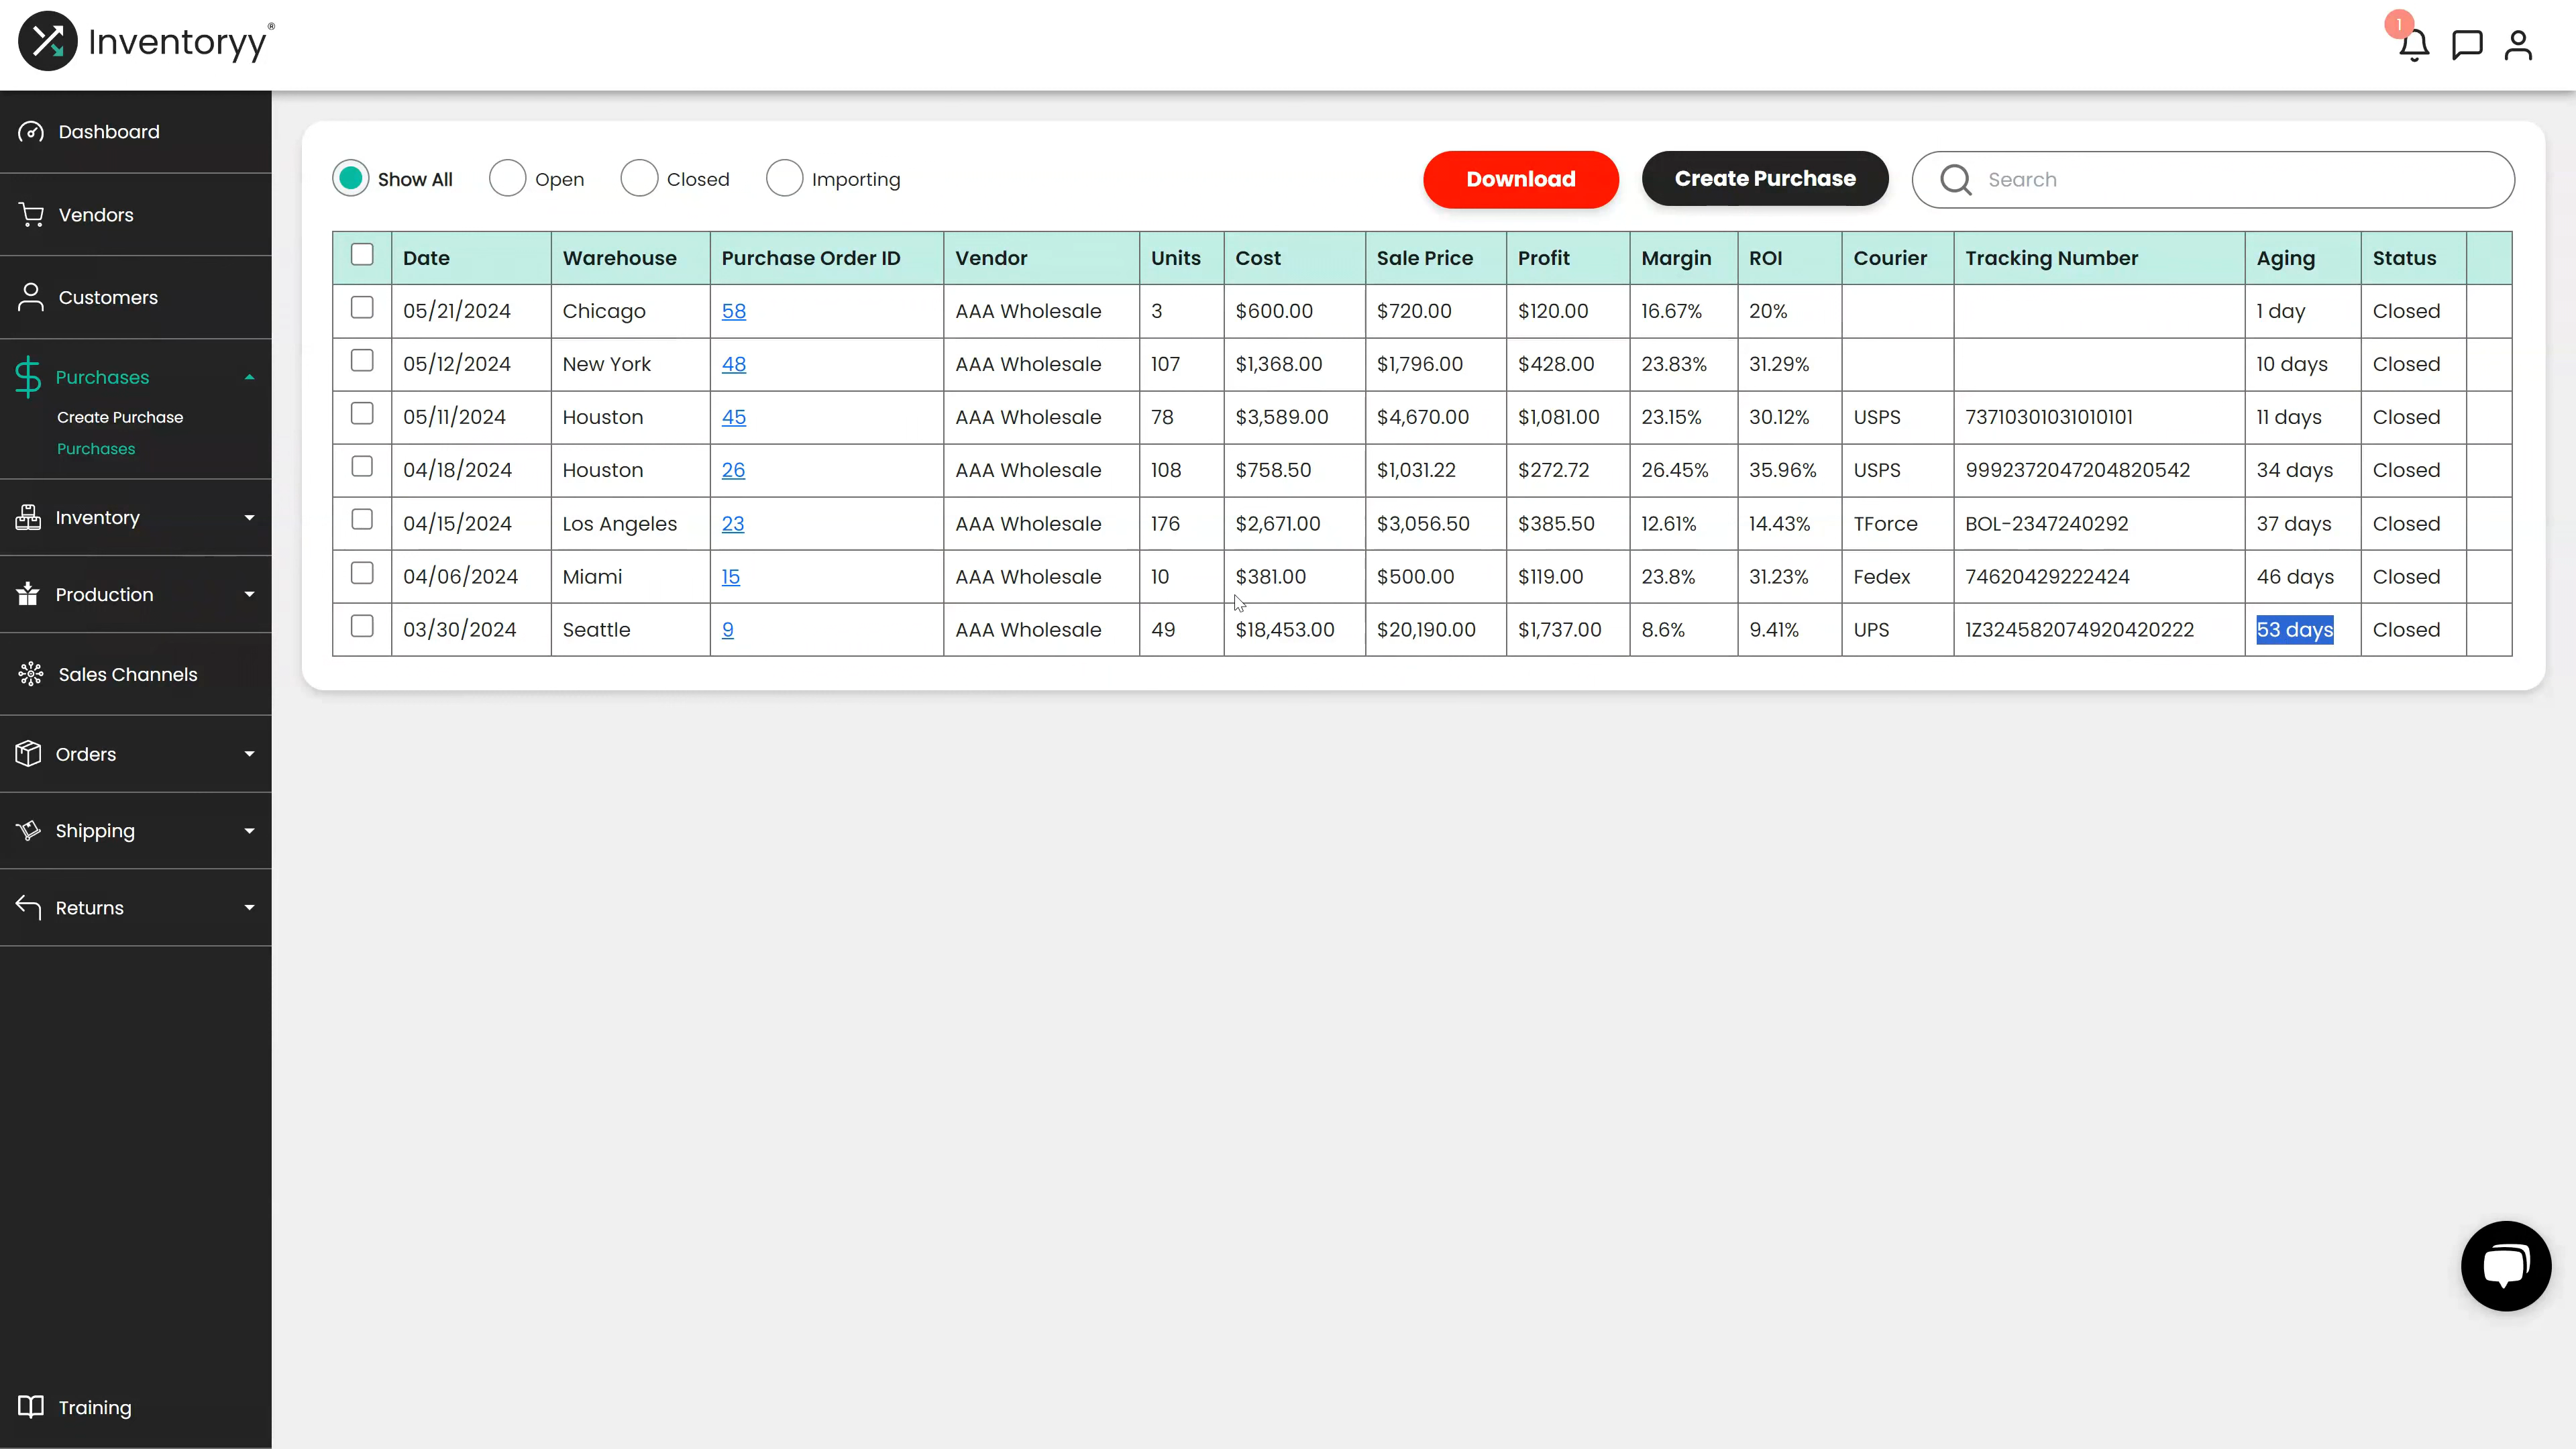 Inventoryy®
1
Dashboard
Vendors
Customers
Purchases
Create Purchase
Purchases
Inventory
Production
Sales Channels
Orders
Shipping
Returns
Training
Show All Open Closed Importing Download Create Purchase Search
Date Warehouse Purchase Order ID Vendor Units Cost Sale Price Profit Margin ROI Courier Tracking Number Aging Status
05/21/2024 Chicago 58 AAA Wholesale 3 $600.00 $720.00 $120.00 16.67% 20% 1 day Closed
05/12/2024 New York 48 AAA Wholesale 107 $1,368.00 $1,796.00 $428.00 23.83% 31.29% 10 days Closed
05/11/2024 Houston 45 AAA Wholesale 78 $3,589.00 $4,670.00 $1,081.00 23.15% 30.12% USPS 73710301031010101 11 days Closed
04/18/2024 Houston 26 AAA Wholesale 108 $758.50 $1,031.22 $272.72 26.45% 35.96% USPS 9992372047204820542 34 days Closed
04/15/2024 Los Angeles 23 AAA Wholesale 176 $2,671.00 $3,056.50 $385.50 12.61% 14.43% TForce BOL-2347240292 37 days Closed
04/06/2024 Miami 15 AAA Wholesale 10 $381.00 $500.00 $119.00 23.8% 31.23% Fedex 74620429222424 46 days Closed
03/30/2024 Seattle 9 AAA Wholesale 49 $18,453.00 $20,190.00 $1,737.00 8.6% 9.41% UPS 1Z324582074920420222 53 days Closed